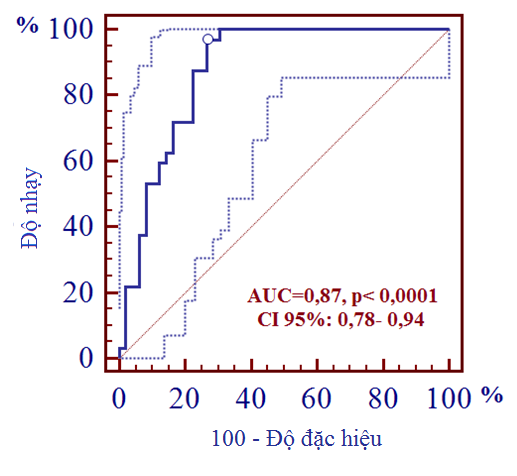 %
100
80
60
40
20
0
Độ nhạy
AUC=0,87, p< 0,0001
CI 95%: 0,78- 0,94
0 20 40 60 80 100 %
100 - Độ đặc hiệu